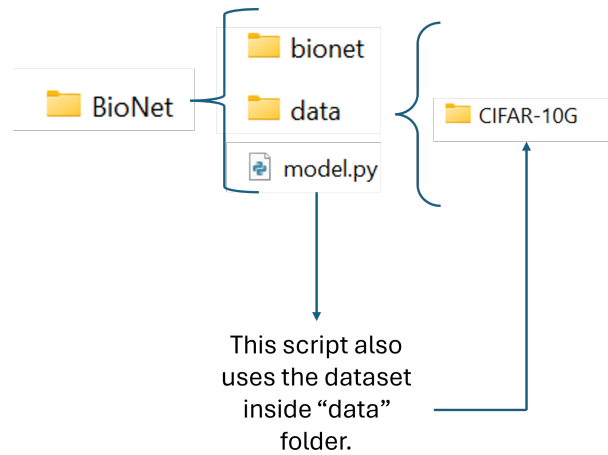 BioNet
bionet
data
model.py
CIFAR-10G
This script also
uses the dataset
inside “data”
folder.